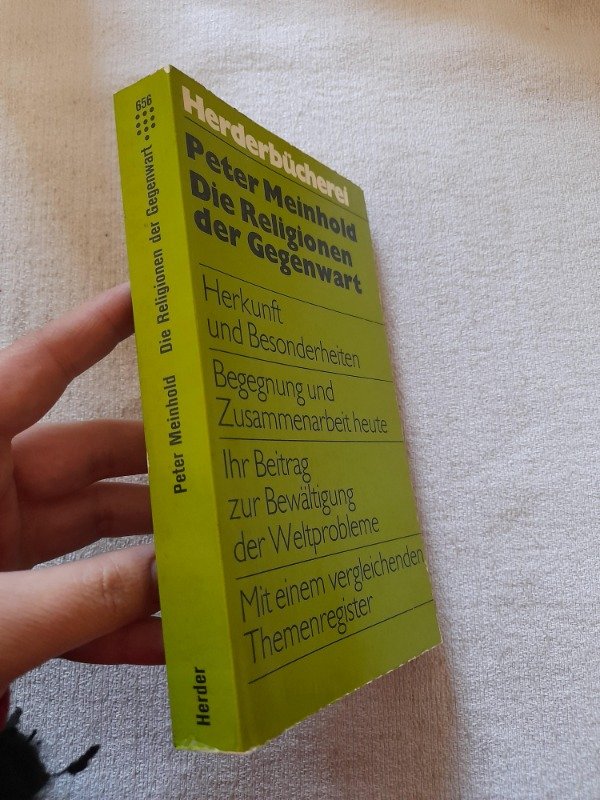 656
Peter Meinhold Die Religionen der Gegenwart
Herder
Herderbücherei
Peter Meinhold
Die Religionen
der Gegenwart
Herkunft
und Besonderheiten
Begegnung und
Zusammenarbeit heute
Ihr Beitrag
zur Bewältigung
der Weltprobleme
Mit einem vergleichenden
Themenregister